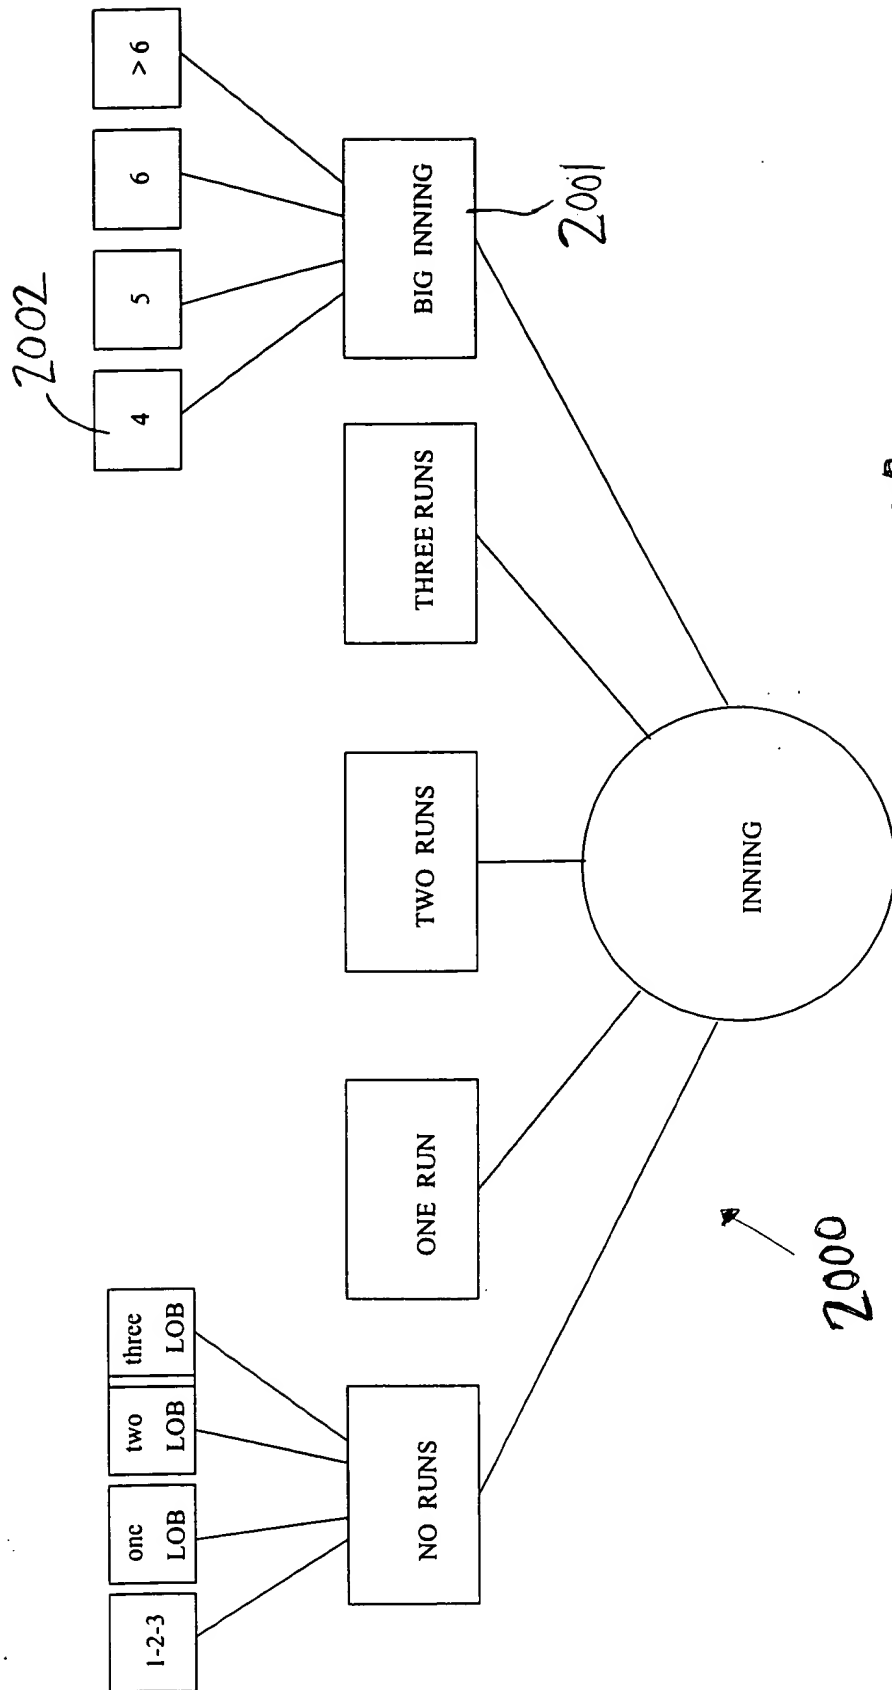 1-2-3
one
LOB
two
LOB
three
LOB
4
5
6
> 6
2002
NO RUNS
ONE RUN
TWO RUNS
THREE RUNS
BIG INNING
2001
INNING
2000